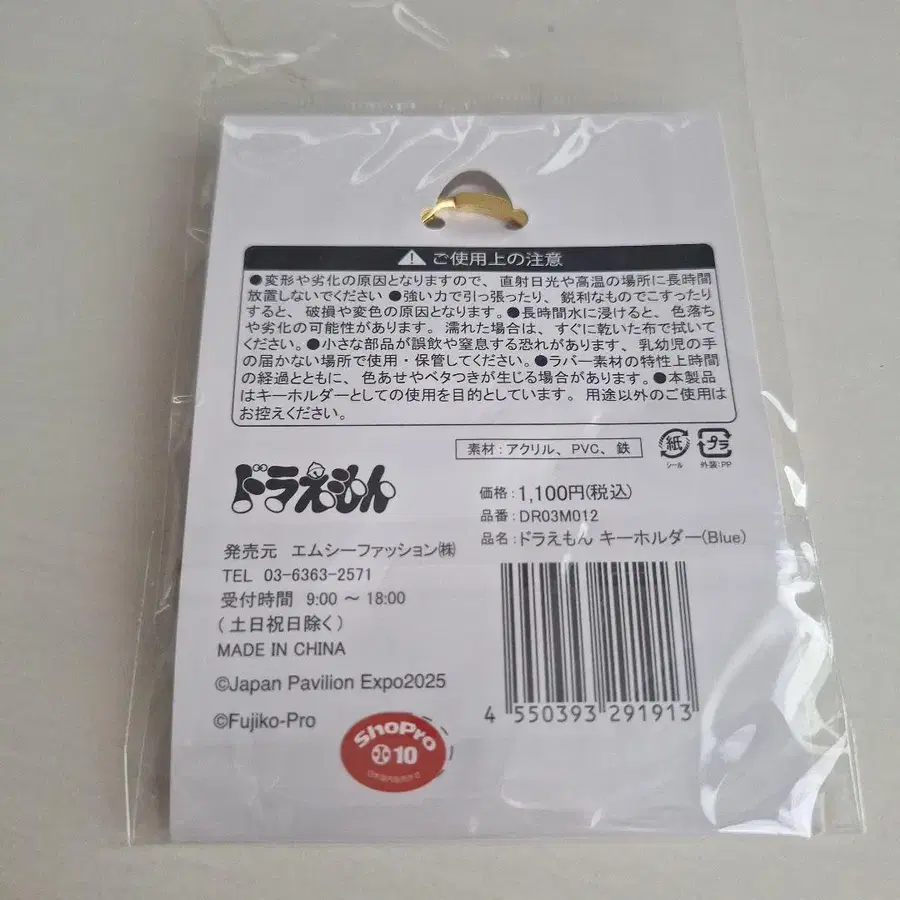 ご使用上の注意
●変形や劣化の原因となりますので、直射日光や高温の場所に長時間
放置しないでください ●強い力で引っ張ったり、鋭利なものでこすったり
すると、破損や変色の原因となります。●長時間水に浸けると、色落ち
や劣化の可能性があります。濡れた場合は、すぐに乾いた布で拭いて
ください。●小さな部品が誤飲や窒息する恐れがあります、乳幼児の手
の届かない場所で使用・保管してください。●ラバー素材の特性上時間
の経過とともに、色あせやベタつきが生じる場合があります。●本製品
はキーホルダーとしての使用を目的としています。用途以外のご使用は
お控えください。
素材：アクリル、PVC、鉄
紙
シール
プラ
外装：PP
ドラえもん
価格：1,100円(税込)
品番：DR03M012
品名：ドラえもん キーホルダー(Blue)
発売元 エムシーファッション㈱
TEL 03-6363-2571
受付時間 9:00 ～ 18:00
(土日祝日除く)
MADE IN CHINA
©Japan Pavilion Expo2025
©Fujiko-Pro
ShoPro
10
4 550393 291913